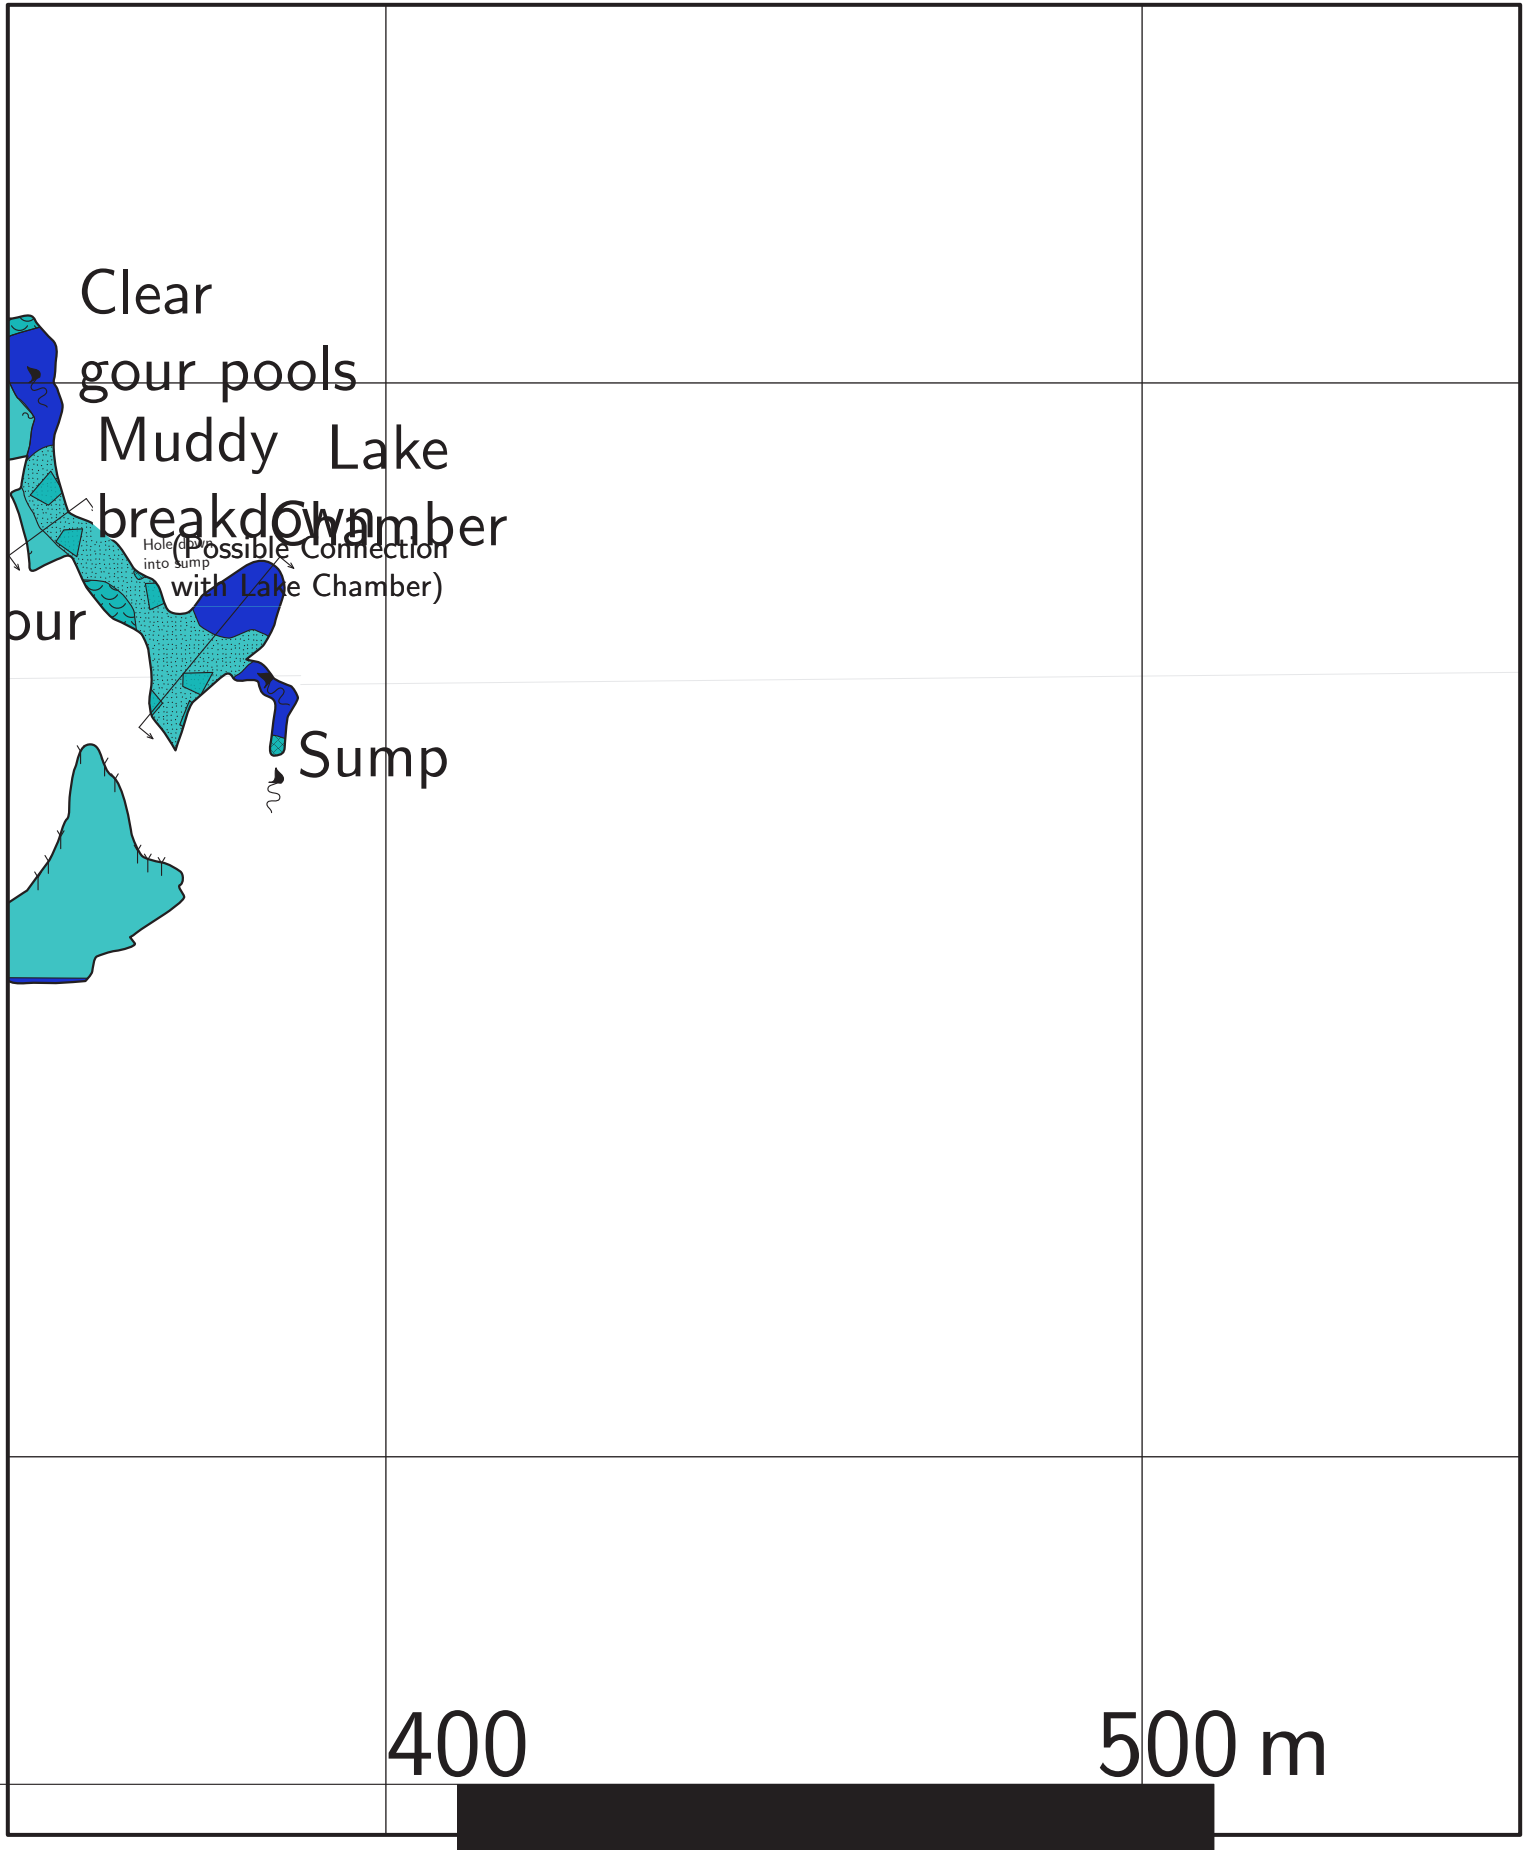 Clear
gour pools
Muddy
breakdown
Lake
Chamber
Hole down
into sump
(Possible Connection
with Lake Chamber)
our
Sump
400
500 m